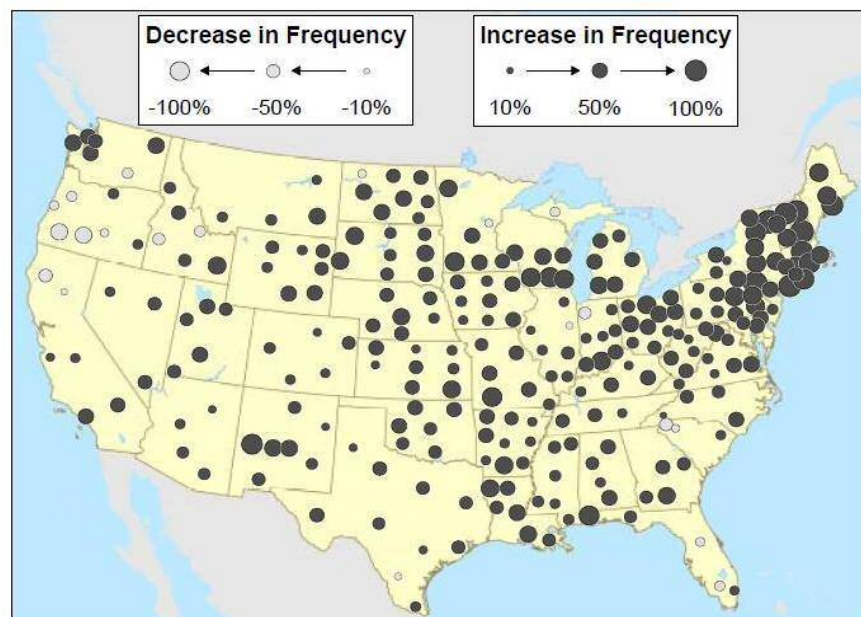 Decrease in Frequency
-100% -50% -10%
Increase in Frequency
10% 50% 100%